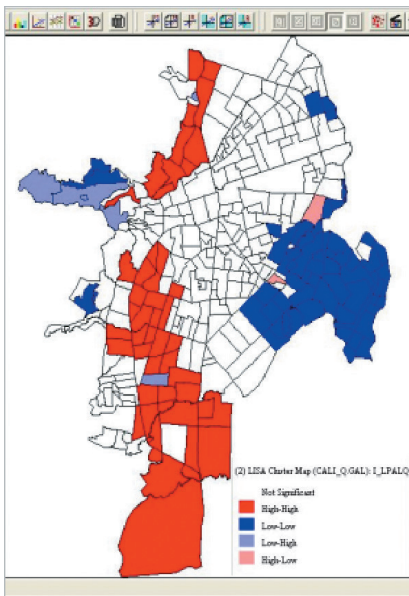 (2) LISA Cluster Map (CALI_Q.GAL): I_LPALQ
Not Significant
High-High
Low-Low
Low-High
High-Low